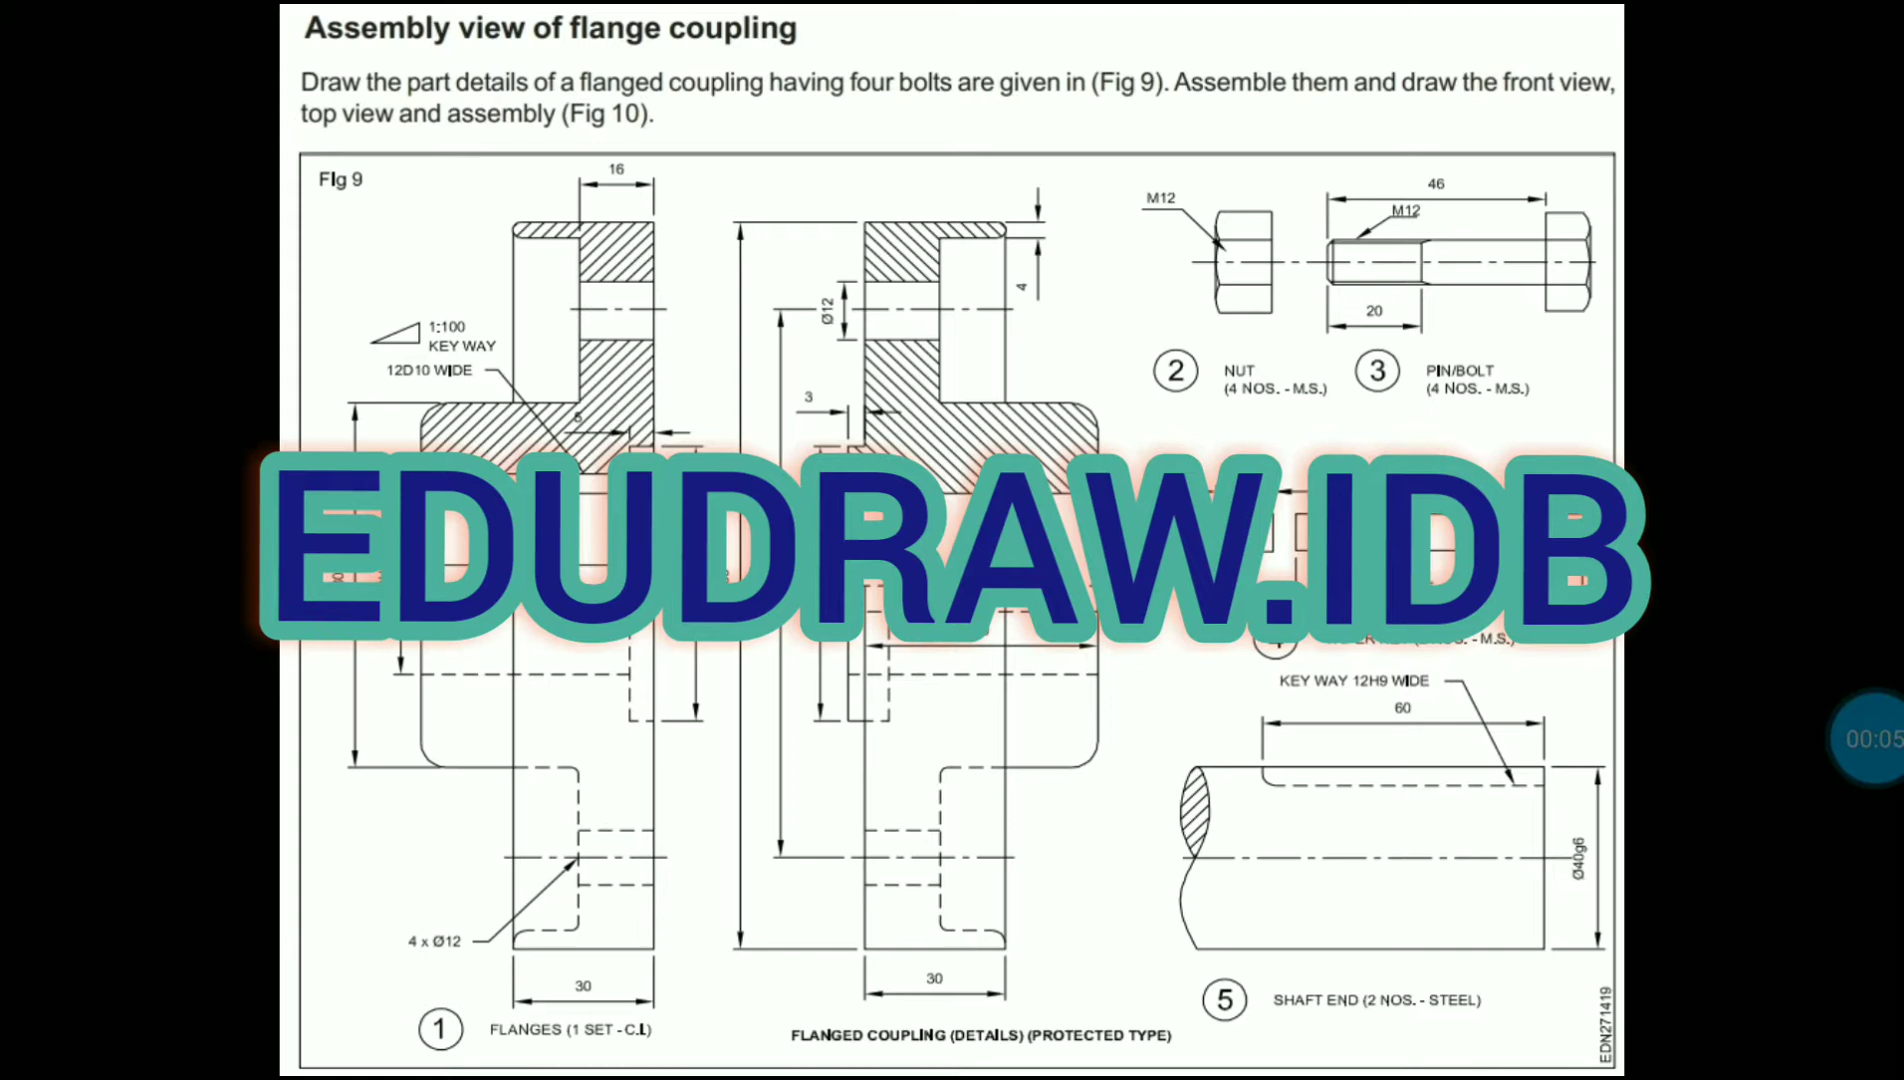 Assembly view of flange coupling
Draw the part details of a flanged coupling having four bolts are given in (Fig 9). Assemble them and draw the front view,
top view and assembly (Fig 10).
Fig 9
16
46
M12
M12
4
Ø12
20
1:100
KEY WAY
12D10 WIDE
2
NUT
(4 NOS. - M.S.)
3
PIN/BOLT
(4 NOS. - M.S.)
3
5
EDUDRAW.IDB
- M.S.)
KEY WAY 12H9 WIDE
60
00:05
Ø40g6
4 x Ø12
30
30
1
FLANGES (1 SET - C.I.)
FLANGED COUPLING (DETAILS) (PROTECTED TYPE)
5
SHAFT END (2 NOS. - STEEL)
EDN271419